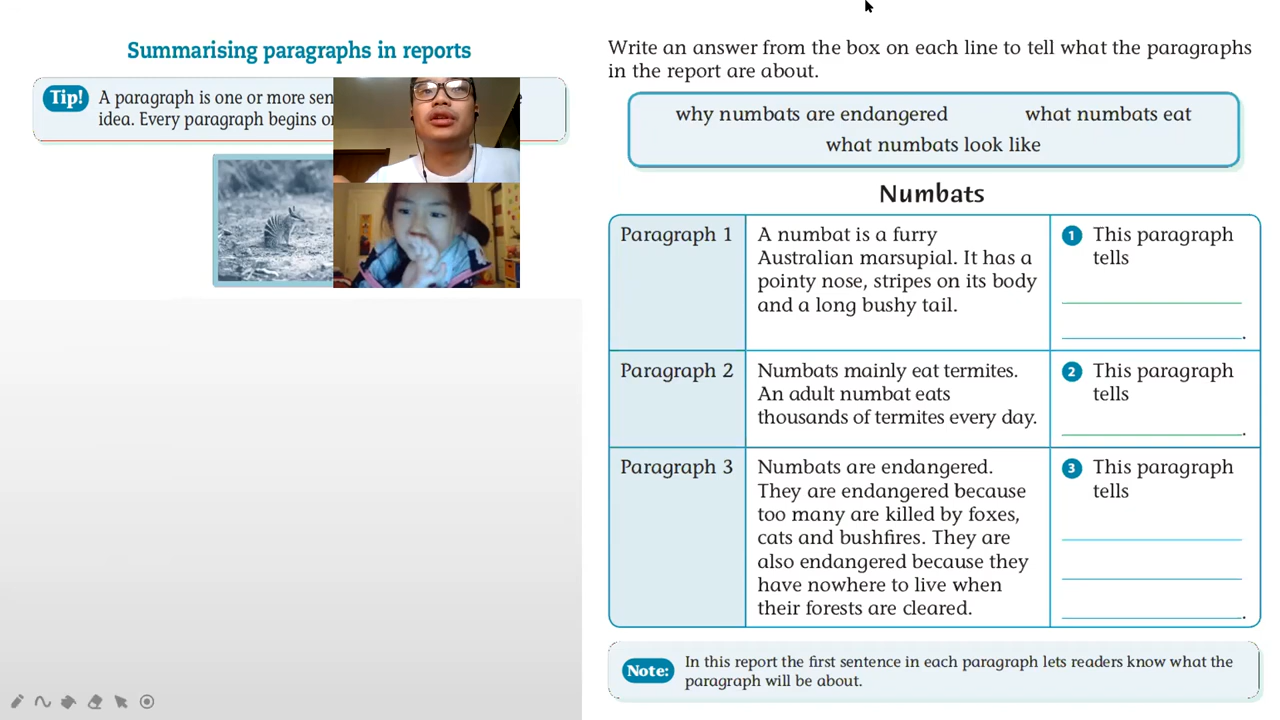 Summarising paragraphs in reports
Tip!
A paragraph is one or more sen
idea. Every paragraph begins
Write an answer from the box on each line to tell what the paragraphs
in the report are about.
why numbats are endangered what numbats eat
what numbats look like
Numbats
Paragraph 1
A numbat is a furry
Australian marsupial. It has a
pointy nose, stripes on its body
and a long bushy tail.
1 This paragraph
tells
.
Paragraph 2
Numbats mainly eat termites.
An adult numbat eats
thousands of termites every day.
2 This paragraph
tells
.
Paragraph 3
Numbats are endangered.
They are endangered because
too many are killed by foxes,
cats and bushfires. They are
also endangered because they
have nowhere to live when
their forests are cleared.
3 This paragraph
tells
.
Note:
In this report the first sentence in each paragraph lets readers know what the
paragraph will be about.